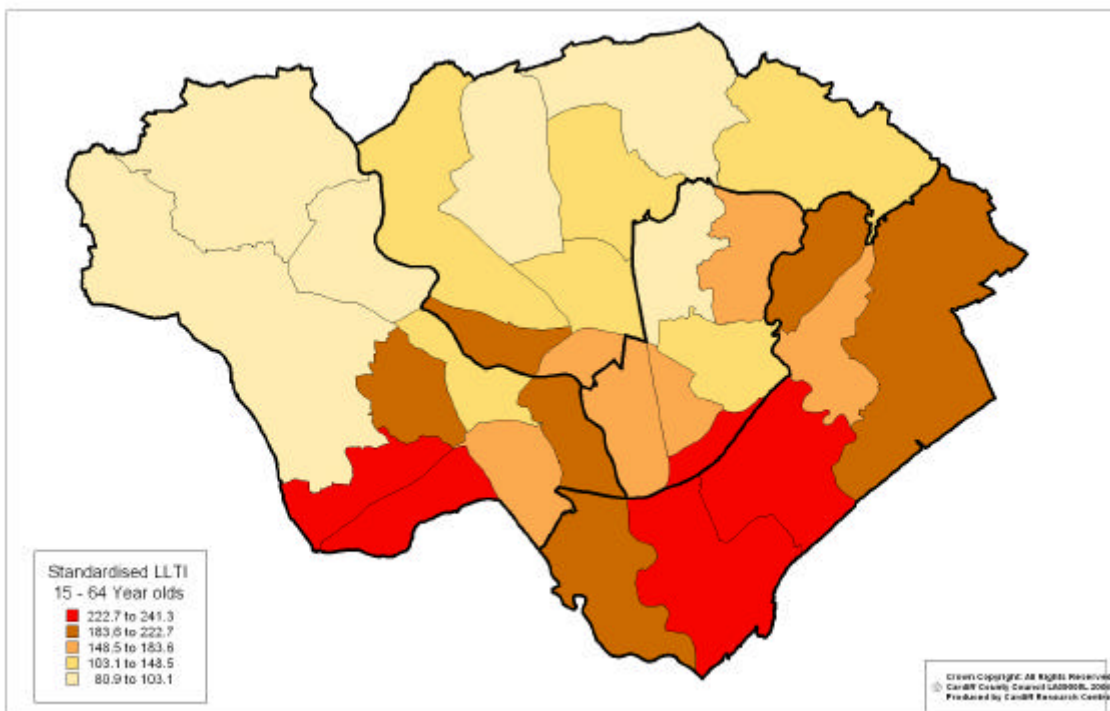 Standardised LLTI
15 - 64 Year olds
222.7 to 241.3
183.6 to 222.7
148.5 to 183.6
103.1 to 148.5
80.9 to 103.1
Crown Copyright: All Rights Reserved
Cardiff County Council
Produced by Cardiff Research Centre